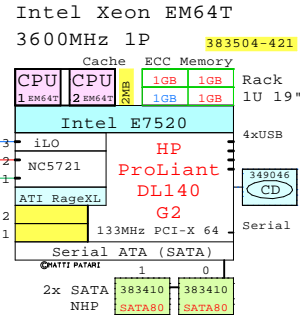 Intel Xeon EM64T
3600MHz 1P
383504-421
Cache ECC Memory
CPU CPU 2MB 1GB 1GB Rack
1 EM64T 2 EM64T 1GB 1GB 1U 19"
Intel E7520
4xUSB
3 iLO HP
2 NC5721 ProLiant 349046
1 DL140 CD
ATI RageXL G2
2
1 133MHz PCI-X 64 Serial
Serial ATA (SATA)
©MATTI PATARI 1 0
2x SATA 383410 383410
NHP SATA80 SATA80